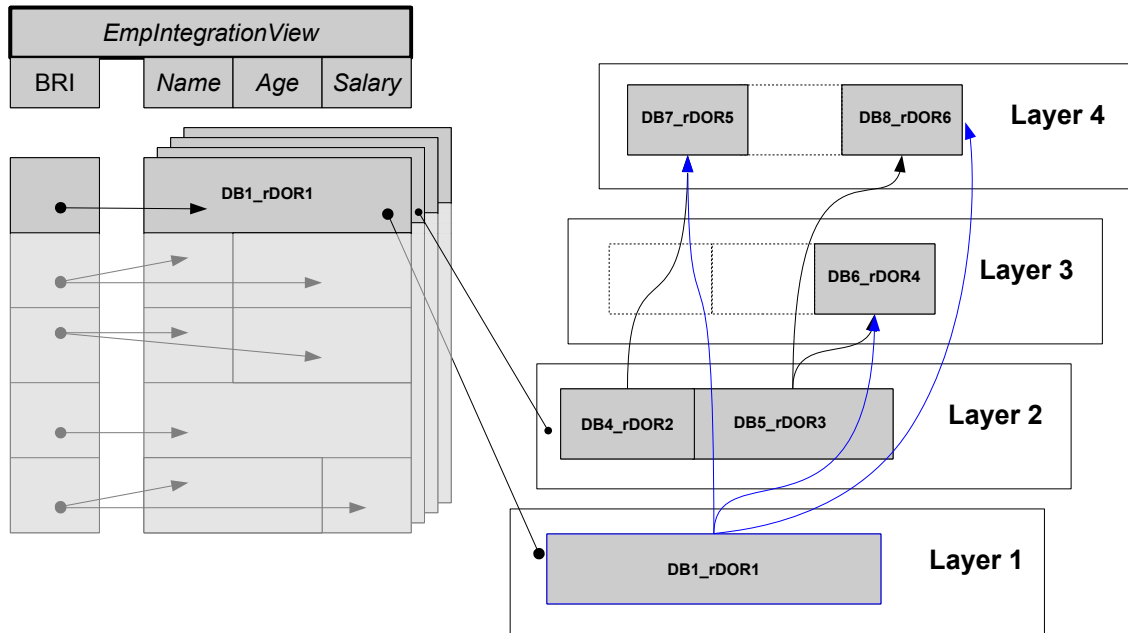 EmpIntegrationView
BRI Name Age Salary
DB1_rDOR1
DB7_rDOR5 DB8_rDOR6 Layer 4
DB6_rDOR4 Layer 3
DB4_rDOR2 DB5_rDOR3 Layer 2
DB1_rDOR1 Layer 1